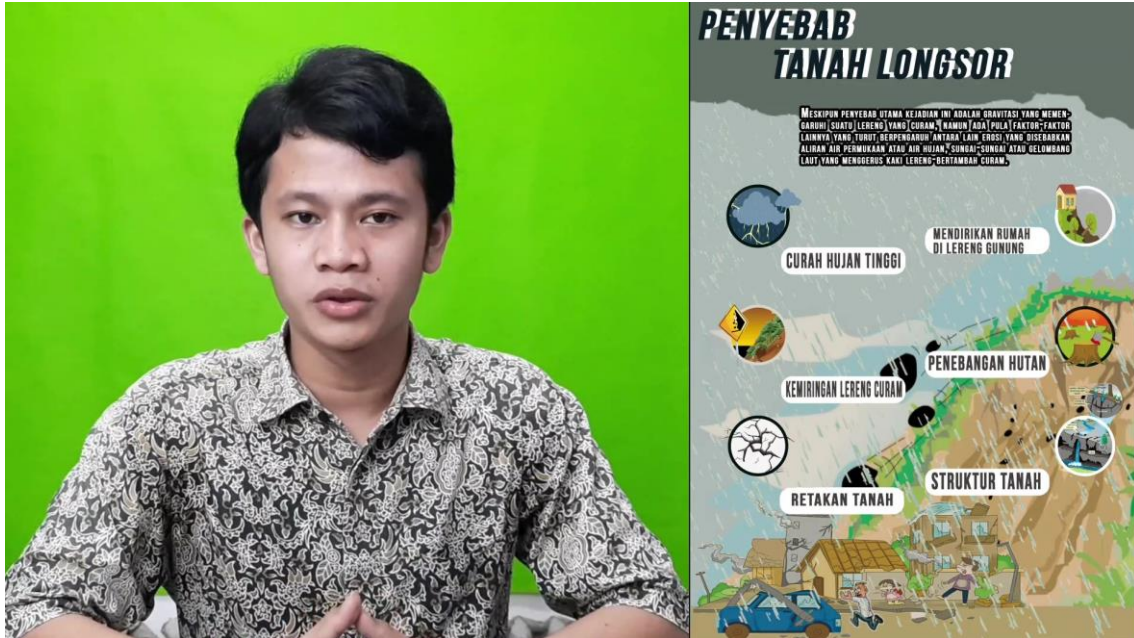 PENYEBAB
TANAH LONGSOR
MESKIPUN PENYEBAB UTAMA KEJADIAN INI ADALAH GRAVITASI YANG MEMEN-
GARUHI SUATU LERENG YANG CURAM, NAMUN ADA PULA FAKTOR-FAKTOR
LAINNYA YANG TURUT BERPENGARUH ANTARA LAIN EROSI YANG DISEBABKAN
ALIRAN AIR PERMUKAAN ATAU AIR HUJAN, SUNGAI-SUNGAI ATAU GELOMBANG
LAUT YANG MENGGERUS KAKI LERENG-BERTAMBAH CURAM.
CURAH HUJAN TINGGI
MENDIRIKAN RUMAH
DI LERENG GUNUNG
KEMIRINGAN LERENG CURAM
PENEBANGAN HUTAN
RETAKAN TANAH
STRUKTUR TANAH